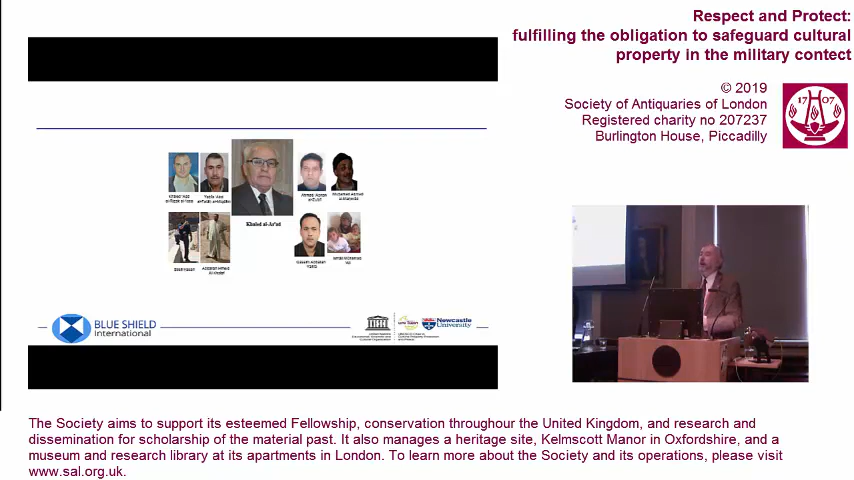 Respect and Protect:
fulfilling the obligation to safeguard cultural
property in the military contect
© 2019
Society of Antiquaries of London
Registered charity no 207237
Burlington House, Piccadilly
17 07
Khaled al-As'ad
BLUE SHIELD
International
Newcastle
University
The Society aims to support its esteemed Fellowship, conservation throughour the United Kingdom, and research and
dissemination for scholarship of the material past. It also manages a heritage site, Kelmscott Manor in Oxfordshire, and a
museum and research library at its apartments in London. To learn more about the Society and its operations, please visit
www.sal.org.uk.